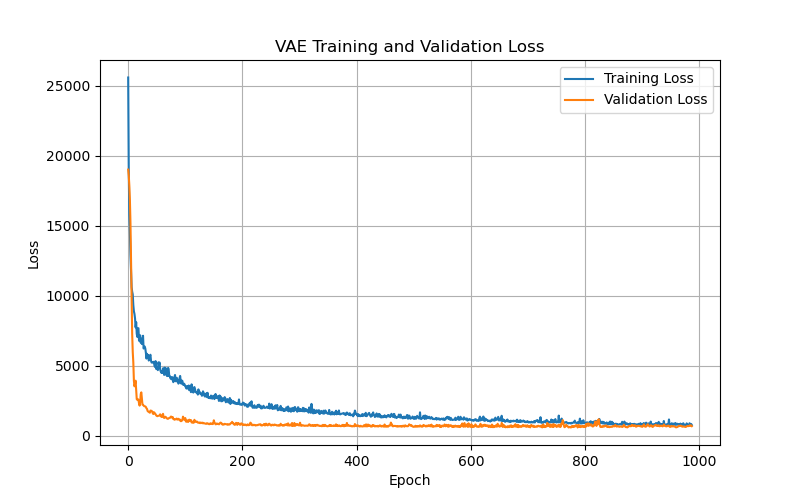 VAE Training and Validation Loss
Training Loss
Validation Loss
25000
20000
15000
10000
5000
0
Loss
0 200 400 600 800 1000
Epoch